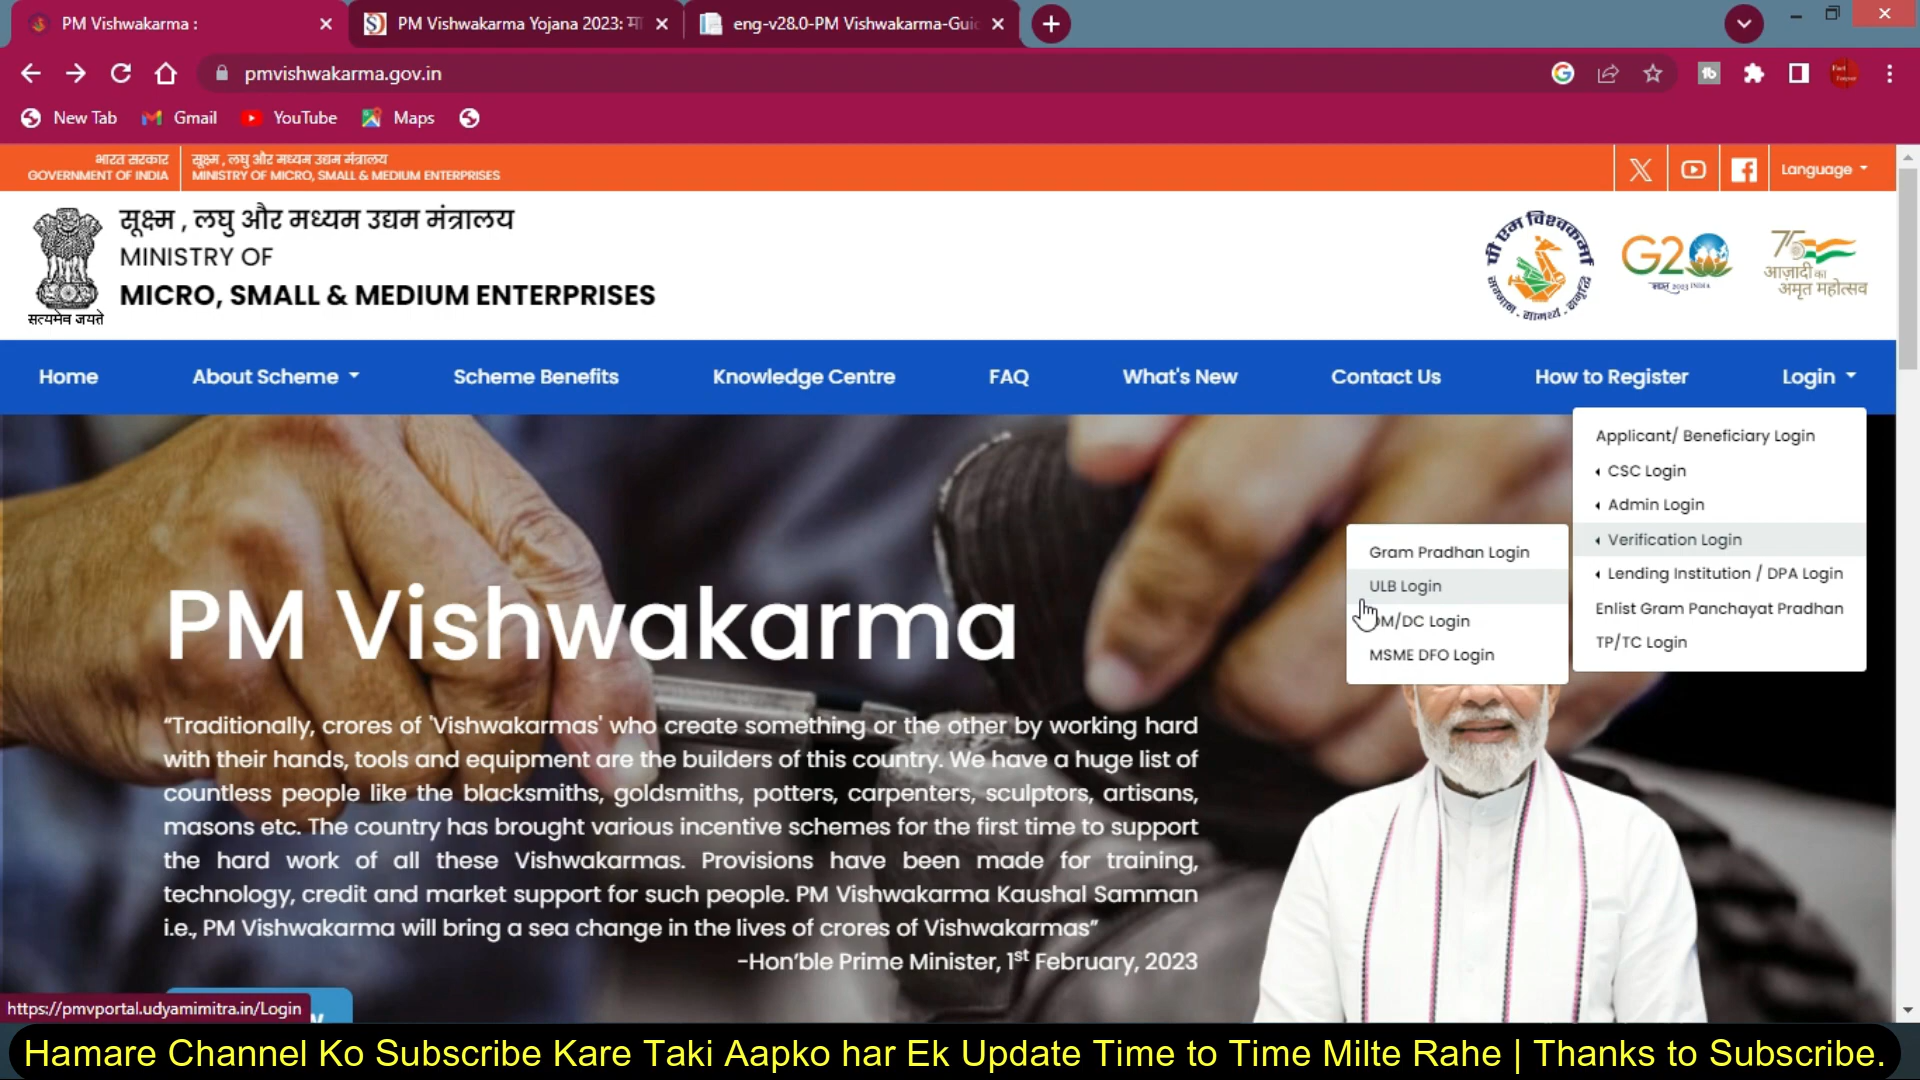 PM Vishwakarma :
PM Vishwakarma Yojana 2023:
eng-v28.0-PM Vishwakarma-Gui
pmvishwakarma.gov.in
New Tab
Gmail
YouTube
Maps
भारत सरकार
GOVERNMENT OF INDIA
सूक्ष्म , लघु और मध्यम उद्यम मंत्रालय
MINISTRY OF MICRO, SMALL & MEDIUM ENTERPRISES
Language
सूक्ष्म , लघु और मध्यम उद्यम मंत्रालय
MINISTRY OF
MICRO, SMALL & MEDIUM ENTERPRISES
सत्यमेव जयते
पी एम विश्वकर्मा
सम्मान - सामर्थ्य - समृद्धि
G20
भारत 2023 INDIA
75
आज़ादी का
अमृत महोत्सव
Home
About Scheme
Scheme Benefits
Knowledge Centre
FAQ
What's New
Contact Us
How to Register
Login
Applicant/ Beneficiary Login
CSC Login
Admin Login
Verification Login
Lending Institution / DPA Login
Enlist Gram Panchayat Pradhan
TP/TC Login
Gram Pradhan Login
ULB Login
DM/DC Login
MSME DFO Login
PM Vishwakarma
“Traditionally, crores of 'Vishwakarmas' who create something or the other by working hard
with their hands, tools and equipment are the builders of this country. We have a huge list of
countless people like the blacksmiths, goldsmiths, potters, carpenters, sculptors, artisans,
masons etc. The country has brought various incentive schemes for the first time to support
the hard work of all these Vishwakarmas. Provisions have been made for training,
technology, credit and market support for such people. PM Vishwakarma Kaushal Samman
i.e., PM Vishwakarma will bring a sea change in the lives of crores of Vishwakarmas”
-Hon’ble Prime Minister, 1st February, 2023
https://pmvportal.udyamimitra.in/Login
Hamare Channel Ko Subscribe Kare Taki Aapko har Ek Update Time to Time Milte Rahe | Thanks to Subscribe.